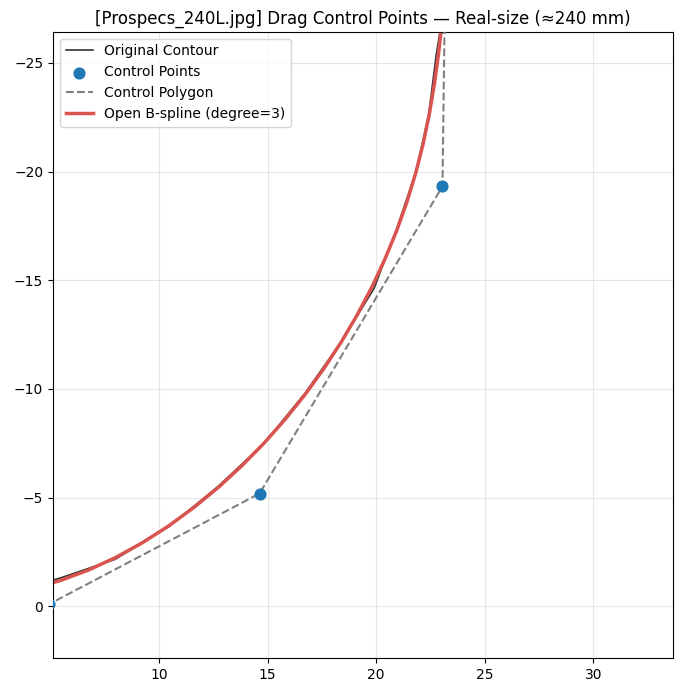 [Prospecs_240L.jpg] Drag Control Points — Real-size (≈240 mm)
Original Contour
Control Points
Control Polygon
Open B-spline (degree=3)
−25
−20
−15
−10
−5
0
10
15
20
25
30